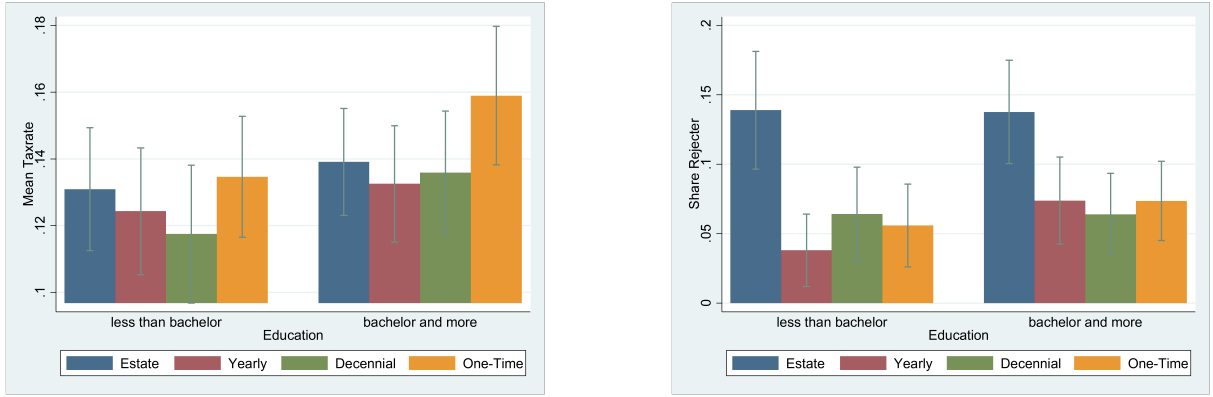 Mean Taxrate
.18
.16
.14
.12
.1
less than bachelor
bachelor and more
Education
Estate
Yearly
Decennial
One-Time
Share Rejecter
.2
.15
.1
.05
0
less than bachelor
bachelor and more
Education
Estate
Yearly
Decennial
One-Time